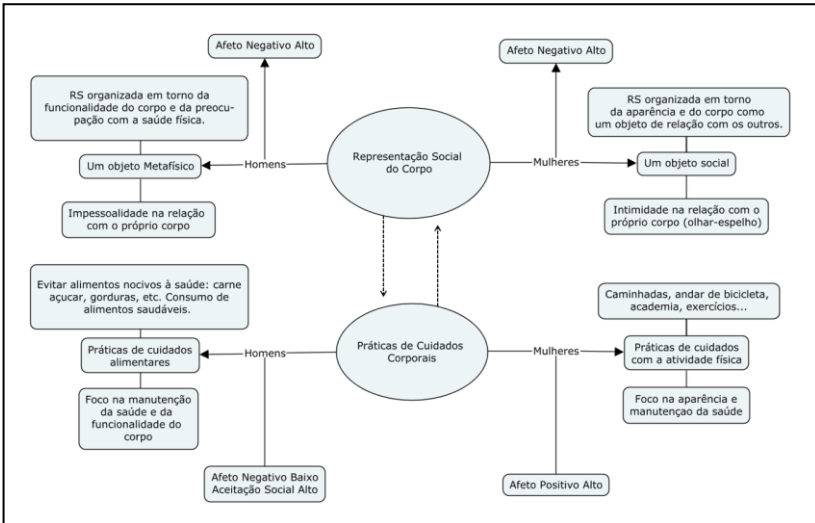 Afeto Negativo Alto
Afeto Negativo Alto
RS organizada em torno da
funcionalidade do corpo e da preocu-
pação com a saúde física.
RS organizada em torno
da aparência e do corpo como
um objeto de relação com os outros.
Um objeto Metafísico
Homens
Representação Social
do Corpo
Mulheres
Um objeto social
Impessoalidade na relação
com o próprio corpo
Intimidade na relação com o
próprio corpo (olhar-espelho)
Evitar alimentos nocivos à saúde: carne
açucar, gorduras, etc. Consumo de
alimentos saudáveis.
Caminhadas, andar de bicicleta,
academia, exercícios...
Práticas de cuidados
alimentares
Homens
Práticas de Cuidados
Corporais
Mulheres
Práticas de cuidados
com a atividade física
Foco na manutenção
da saúde e da
funcionalidade do
corpo
Foco na aparência e
manutençao da saúde
Afeto Negativo Baixo
Aceitação Social Alto
Afeto Positivo Alto